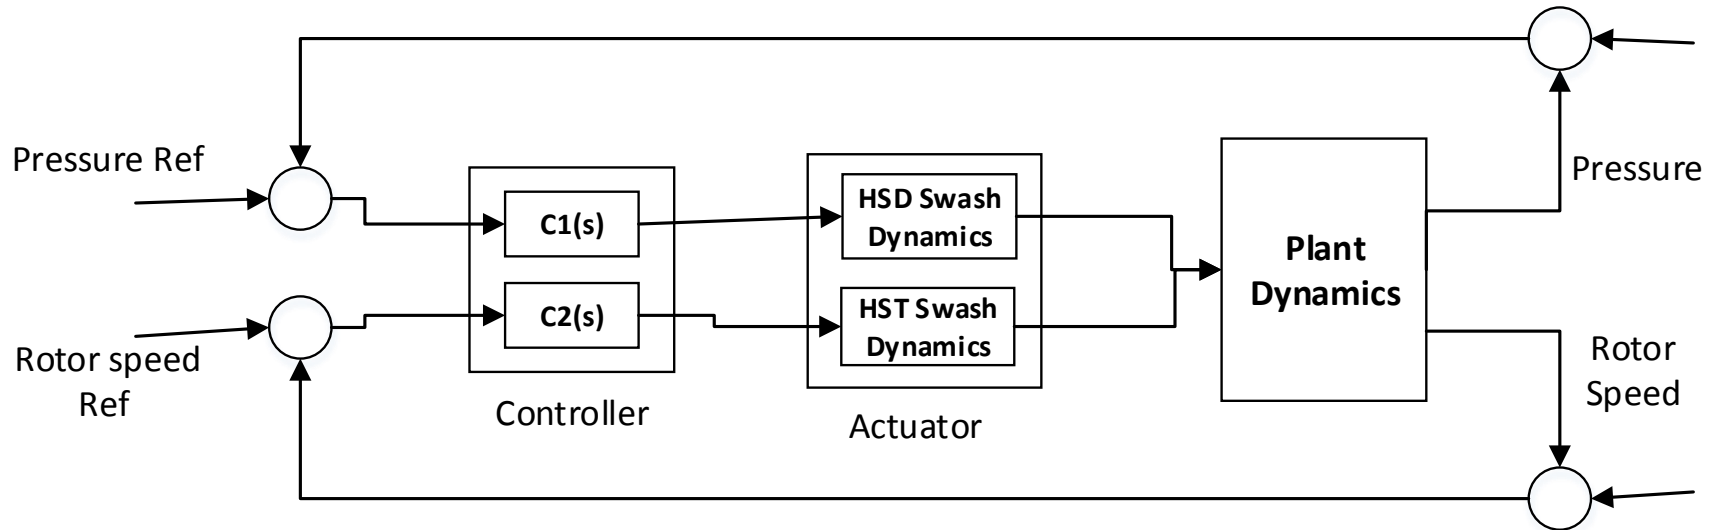 Pressure Ref
Rotor speed
Ref
C1(s)
C2(s)
Controller
HSD Swash
Dynamics
HST Swash
Dynamics
Actuator
Plant
Dynamics
Pressure
Rotor
Speed